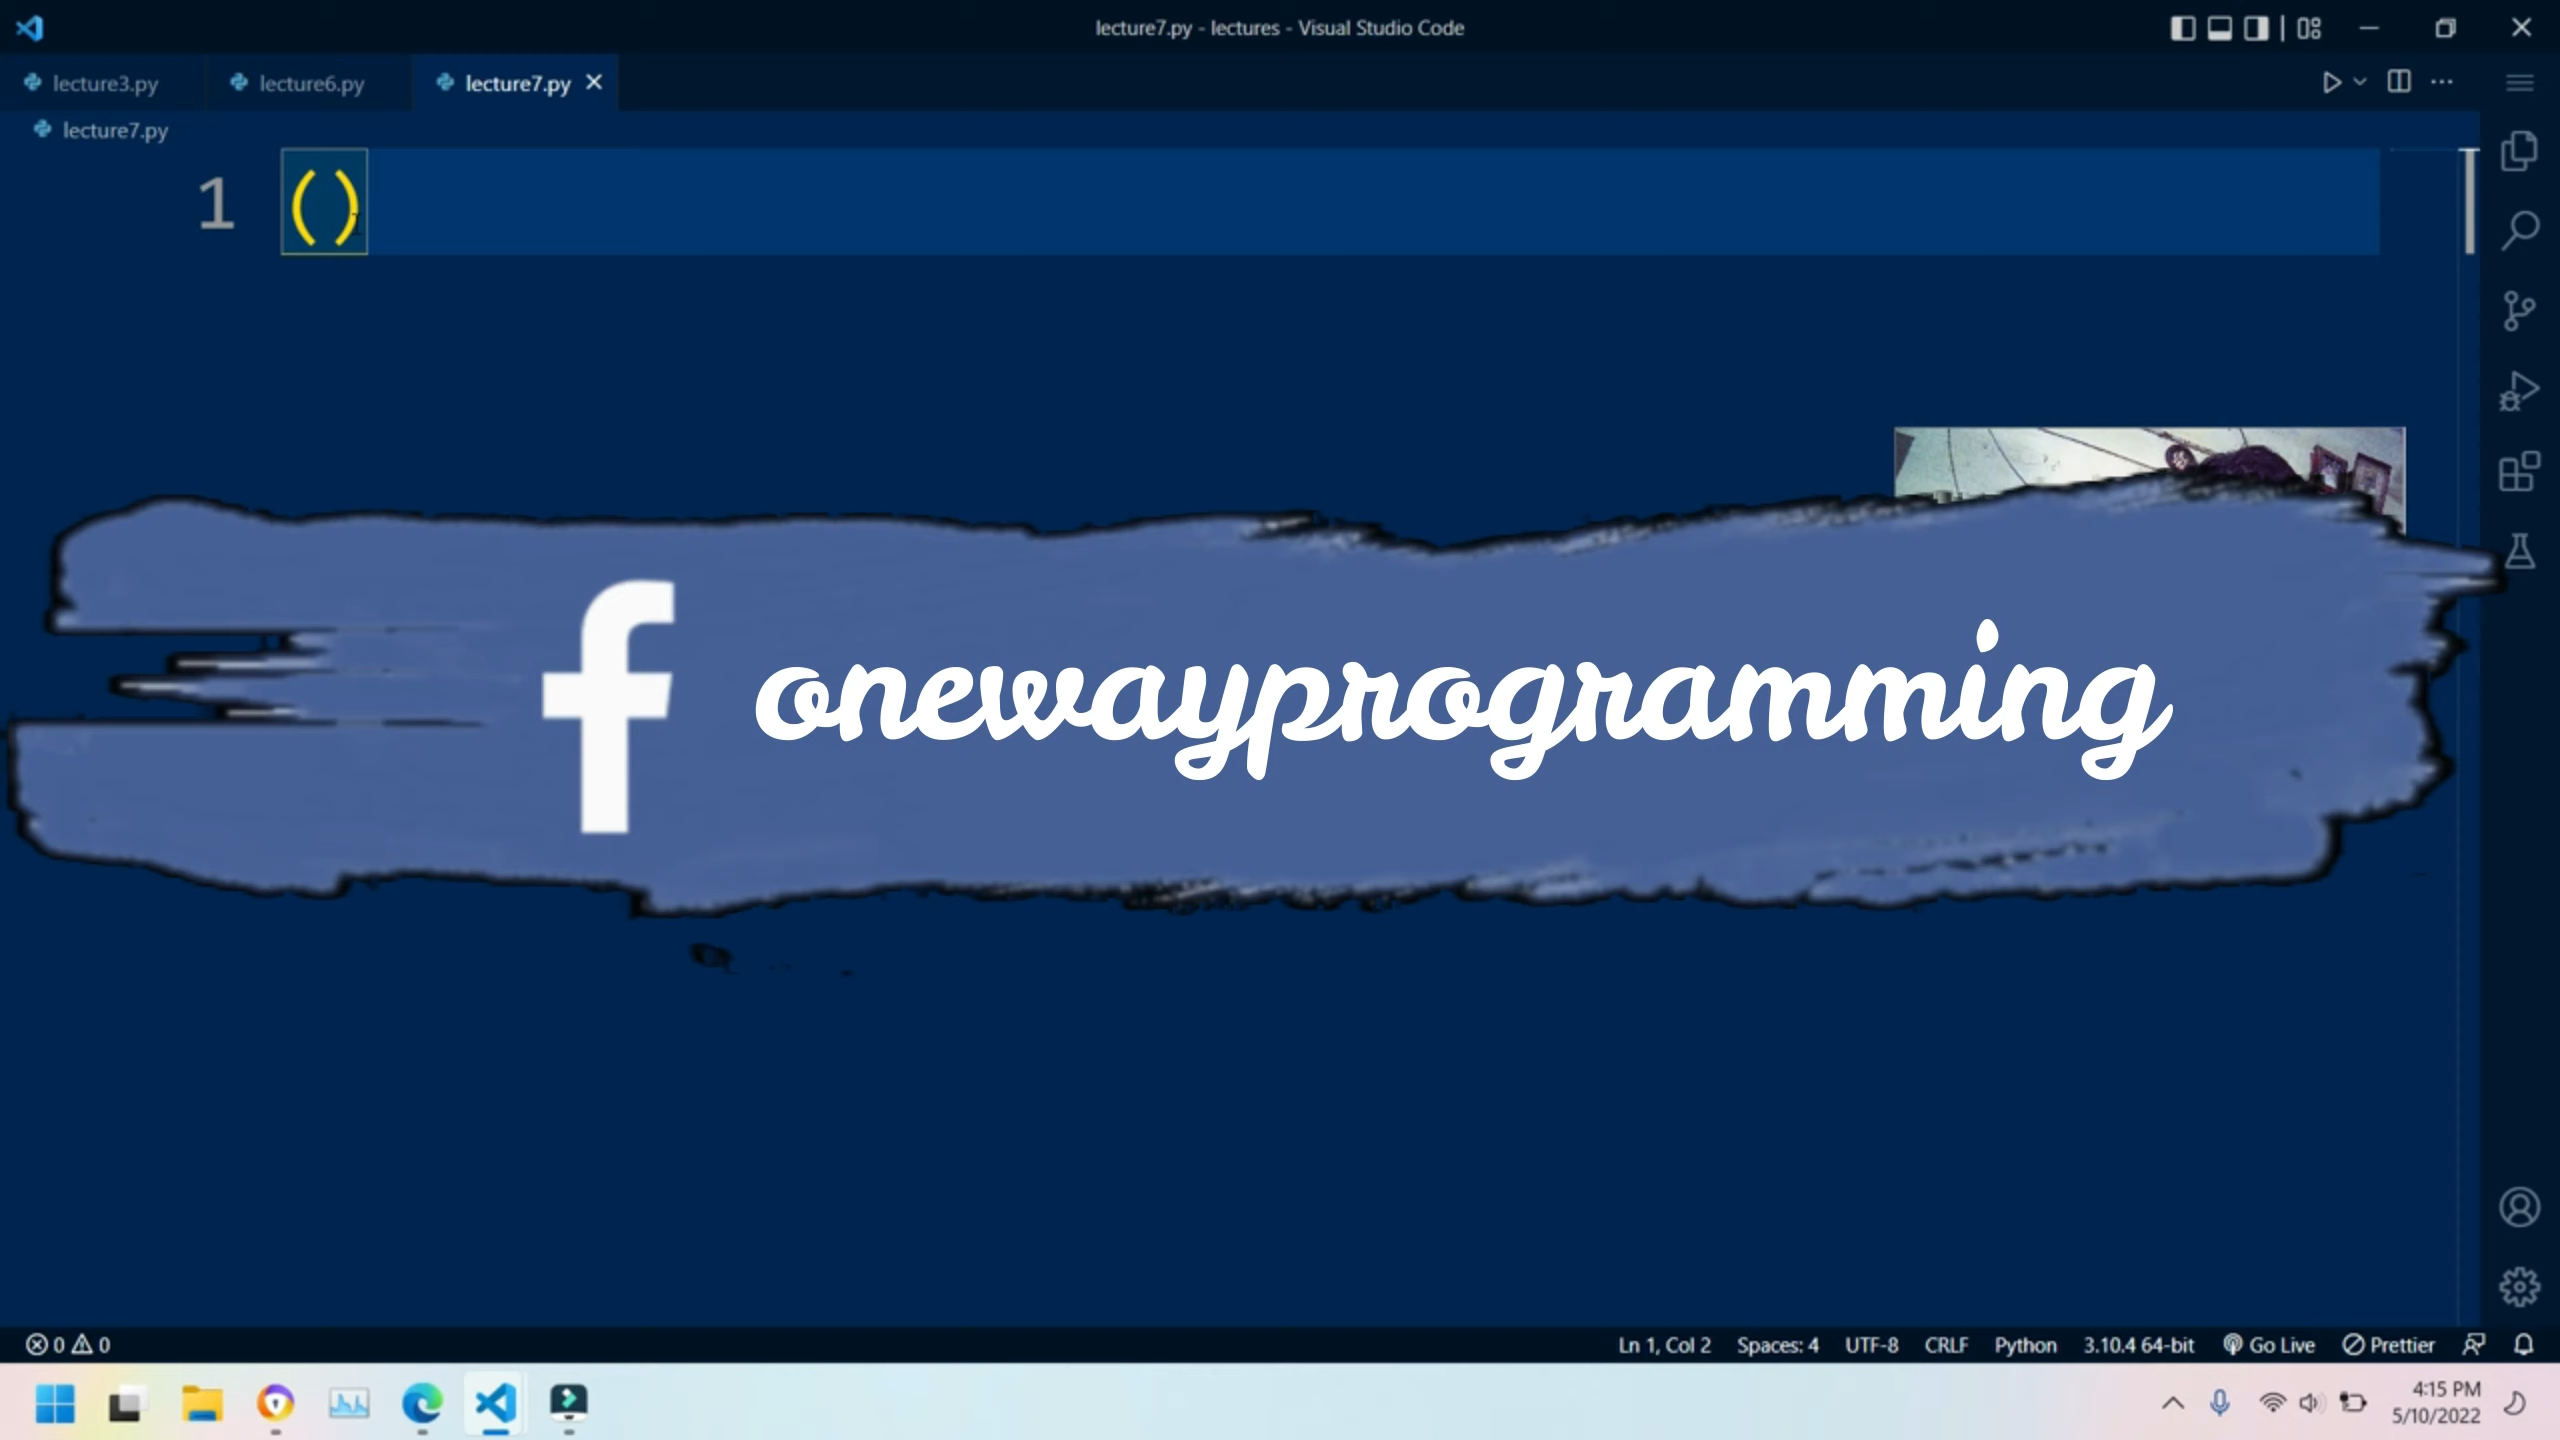 lecture7.py - lectures - Visual Studio Code
lecture3.py lecture6.py lecture7.py
lecture7.py
1 ()
f onewayprogramming
0 0 Ln 1, Col 2 Spaces: 4 UTF-8 CRLF Python 3.10.4 64-bit Go Live Prettier
4:15 PM
5/10/2022